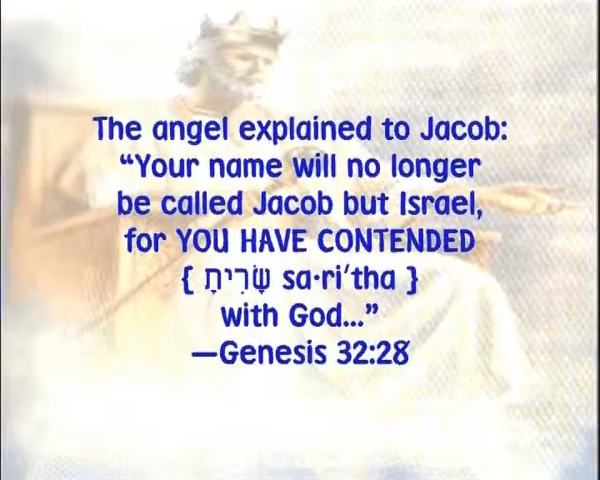 The angel explained to Jacob:
“Your name will no longer
be called Jacob but Israel,
for YOU HAVE CONTENDED
{ שָׂרִיתָ sa·ri′tha }
with God...”
—Genesis 32:28